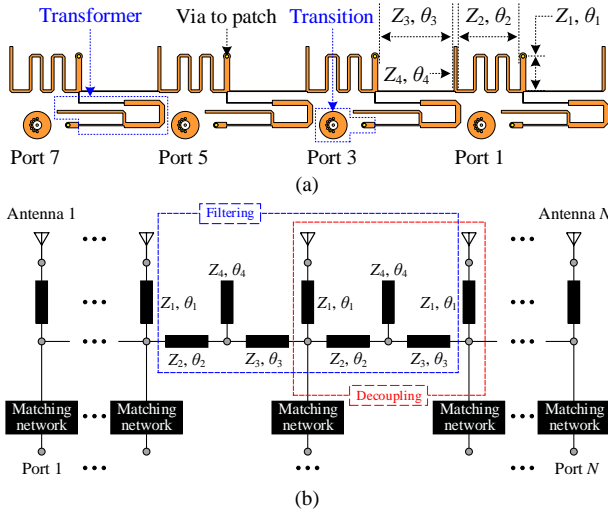 Transformer
Via to patch
Transition
Z3, θ3
Z2, θ2
Z1, θ1
Z4, θ4
Port 7
Port 5
Port 3
Port 1
(a)
Antenna 1
Filtering
Antenna N
Z4, θ4
Z4, θ4
Z1, θ1
Z1, θ1
Z1, θ1
Z2, θ2
Z3, θ3
Z2, θ2
Z3, θ3
Decoupling
Matching network
Matching network
Matching network
Matching network
Matching network
Port 1
Port N
(b)